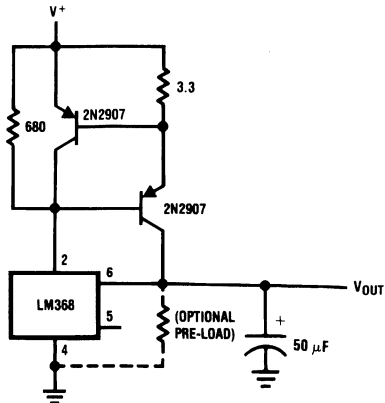 V+
3.3
2N2907
680
2N2907
2
6
VOUT
LM368
5
(OPTIONAL
PRE-LOAD)
+
50 μF
4